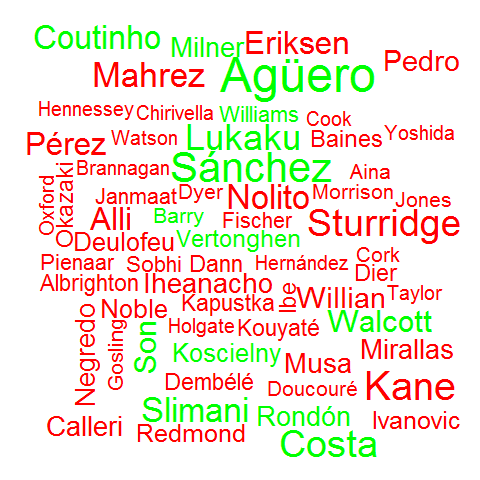 Coutinho
Milner
Eriksen
Pedro
Mahrez
Agüero
Hennessey
Chirivella
Williams
Cook
Pérez
Watson
Lukaku
Baines
Yoshida
Brannagan
Sánchez
Aina
Oxford
Okazaki
Janmaat
Dyer
Nolito
Morrison
Jones
Alli
Barry
Fischer
Sturridge
Deulofeu
Vertonghen
Pienaar
Sobhi
Dann
Hernández
Cork
Dier
Albrighton
Iheanacho
Ibe
Willian
Taylor
Negredo
Noble
Kapustka
Gosling
Son
Holgate
Kouyaté
Walcott
Koscielny
Musa
Mirallas
Dembélé
Doucouré
Kane
Calleri
Slimani
Redmond
Rondón
Ivanovic
Costa